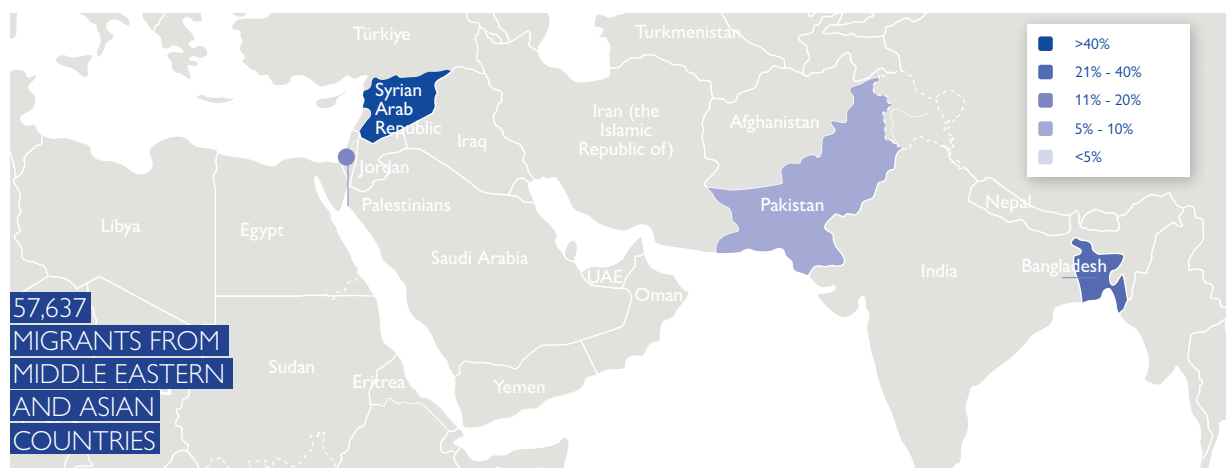 Türkiye
Turkmenistan
>40%
21% - 40%
11% - 20%
5% - 10%
<5%
Syrian
Arab
Republic
Iraq
Iran (the
Islamic
Republic of)
Afghanistan
Jordan
Palestinians
Pakistan
Nepal
Libya
Egypt
Saudi Arabia
UAE
Oman
India
Bangladesh
Sudan
Eritrea
Yemen
57,637
MIGRANTS FROM
MIDDLE EASTERN
AND ASIAN
COUNTRIES